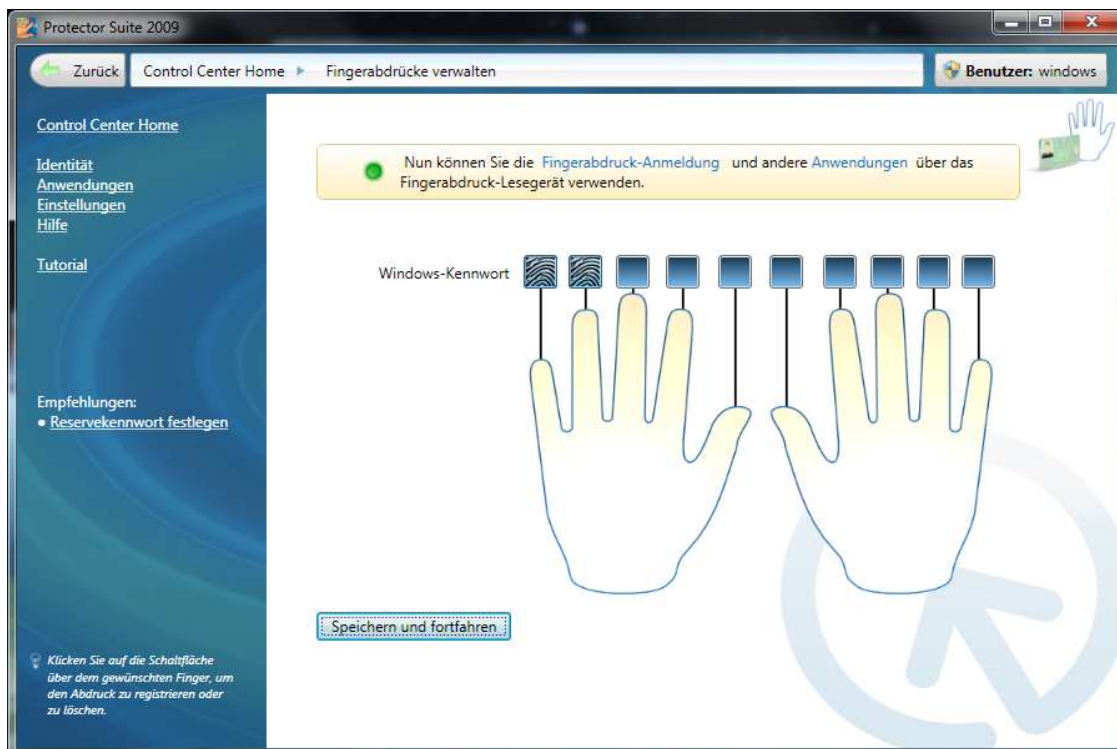 Protector Suite 2009
Zurück
Control Center Home
Fingerabdrücke verwalten
Benutzer: windows
Control Center Home
Identität
Anwendungen
Einstellungen
Hilfe
Tutorial
Empfehlungen:
• Reservekennwort festlegen
Klicken Sie auf die Schaltfläche
über dem gewünschten Finger, um
den Abdruck zu registrieren oder
zu löschen.
Nun können Sie die Fingerabdruck-Anmeldung und andere Anwendungen über das
Fingerabdruck-Lesegerät verwenden.
Windows-Kennwort
Speichern und fortfahren